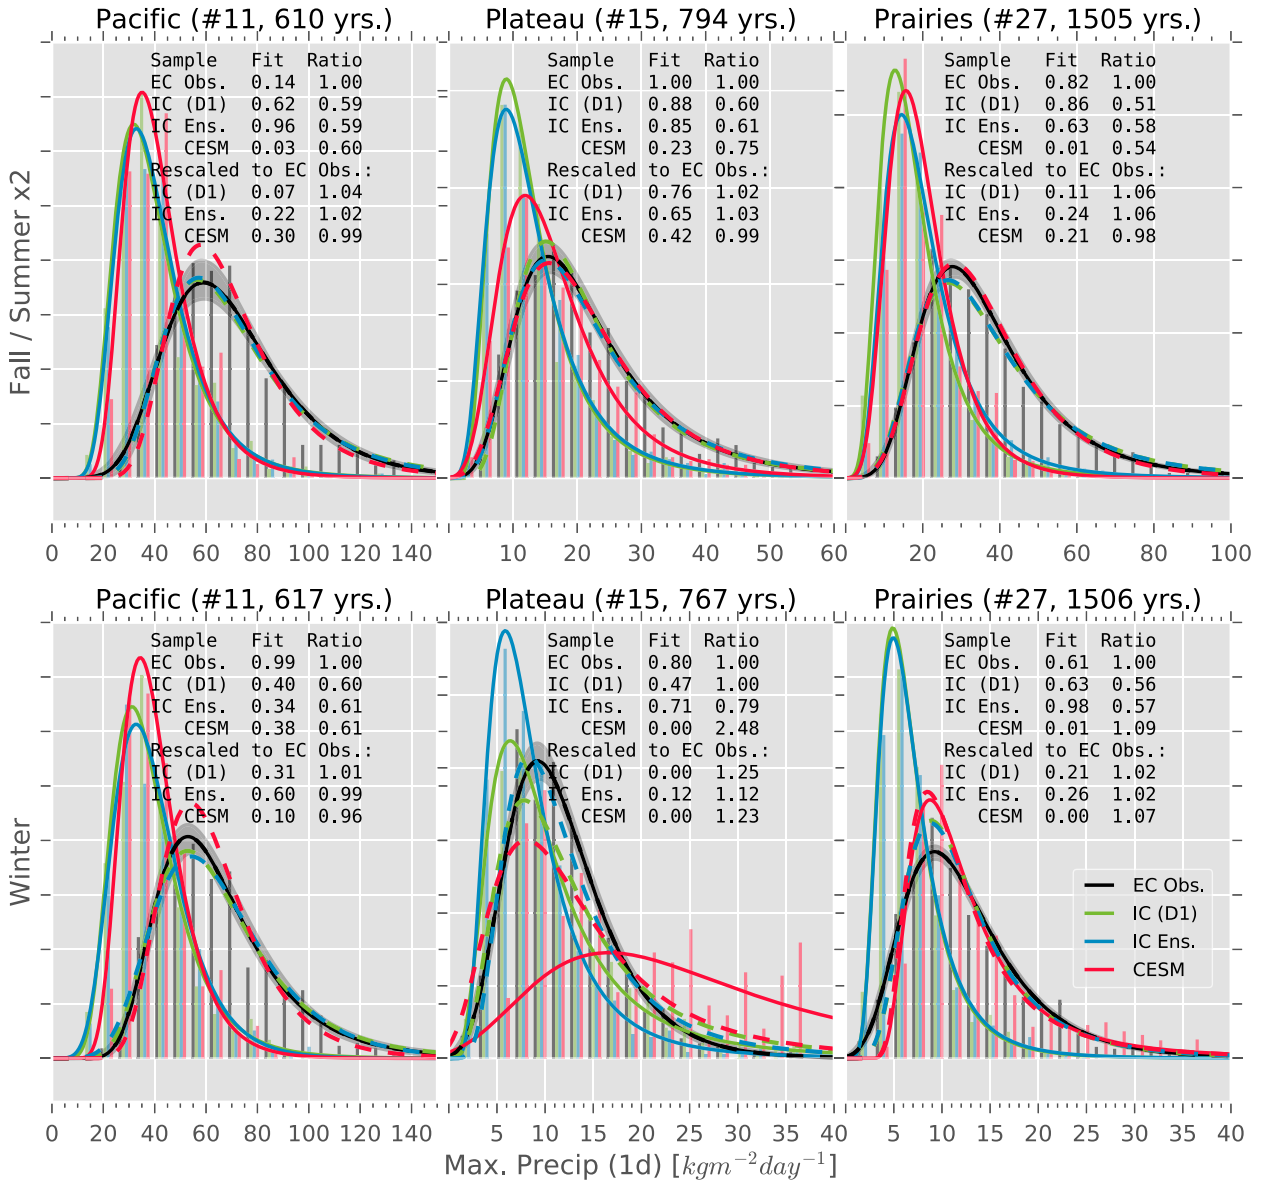 Pacific (#11, 610 yrs.)
Sample Fit Ratio
EC Obs. 0.14 1.00
IC (D1) 0.62 0.59
IC Ens. 0.96 0.59
CESM 0.03 0.60
Rescaled to EC Obs.:
IC (D1) 0.07 1.04
IC Ens. 0.22 1.02
CESM 0.30 0.99
0 20 40 60 80 100 120 140
Plateau (#15, 794 yrs.)
Sample Fit Ratio
EC Obs. 1.00 1.00
IC (D1) 0.88 0.60
IC Ens. 0.85 0.61
CESM 0.23 0.75
Rescaled to EC Obs.:
IC (D1) 0.76 1.02
IC Ens. 0.65 1.03
CESM 0.42 0.99
10 20 30 40 50 60
Prairies (#27, 1505 yrs.)
Sample Fit Ratio
EC Obs. 0.82 1.00
IC (D1) 0.86 0.51
IC Ens. 0.63 0.58
CESM 0.01 0.54
Rescaled to EC Obs.:
IC (D1) 0.11 1.06
IC Ens. 0.24 1.06
CESM 0.21 0.98
20 40 60 80 100
Fall / Summer x2
Pacific (#11, 617 yrs.)
Sample Fit Ratio
EC Obs. 0.99 1.00
IC (D1) 0.40 0.60
IC Ens. 0.34 0.61
CESM 0.38 0.61
Rescaled to EC Obs.:
IC (D1) 0.31 1.01
IC Ens. 0.60 0.99
CESM 0.10 0.96
0 20 40 60 80 100 120 140
Plateau (#15, 767 yrs.)
Sample Fit Ratio
EC Obs. 0.80 1.00
IC (D1) 0.47 1.00
IC Ens. 0.71 0.79
CESM 0.00 2.48
Rescaled to EC Obs.:
IC (D1) 0.00 1.25
IC Ens. 0.12 1.12
CESM 0.00 1.23
5 10 15 20 25 30 35 40
Prairies (#27, 1506 yrs.)
Sample Fit Ratio
EC Obs. 0.61 1.00
IC (D1) 0.63 0.56
IC Ens. 0.98 0.57
CESM 0.01 1.09
Rescaled to EC Obs.:
IC (D1) 0.21 1.02
IC Ens. 0.26 1.02
CESM 0.00 1.07
EC Obs.
IC (D1)
IC Ens.
CESM
5 10 15 20 25 30 35 40
Winter
Max. Precip (1d) [kgm⁻²day⁻¹]